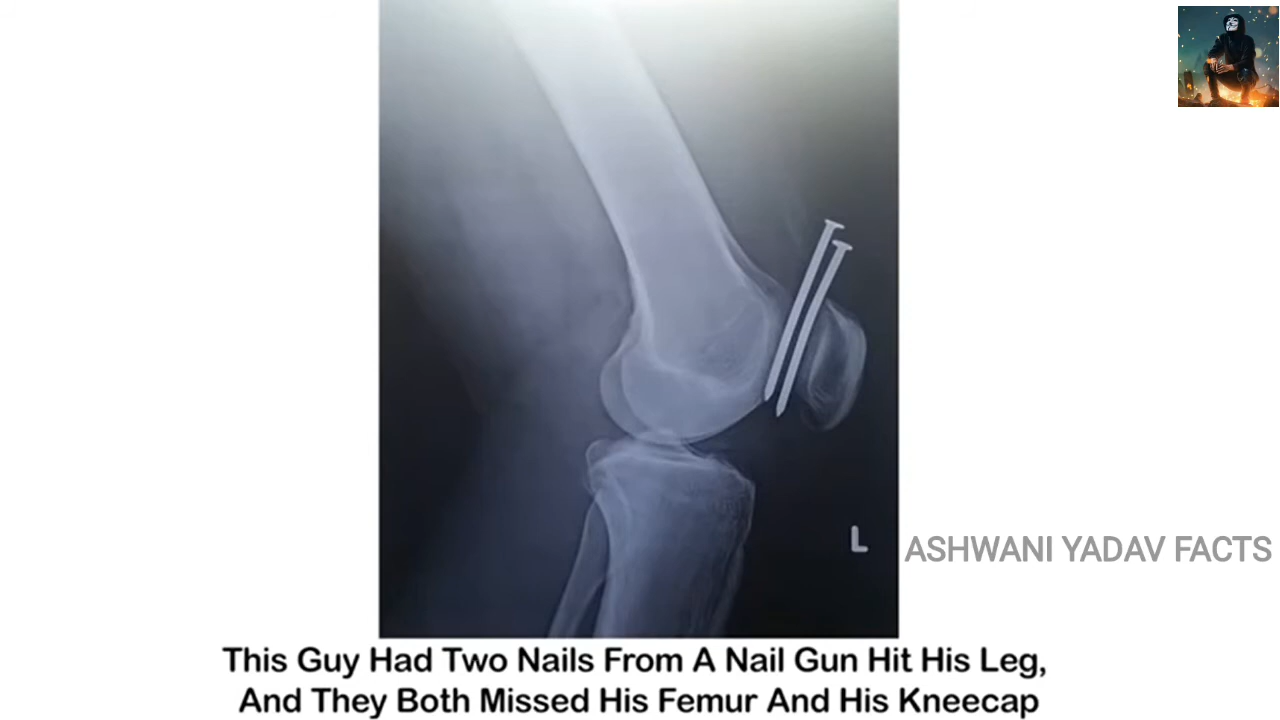 L
ASHWANI YADAV FACTS
This Guy Had Two Nails From A Nail Gun Hit His Leg,
And They Both Missed His Femur And His Kneecap